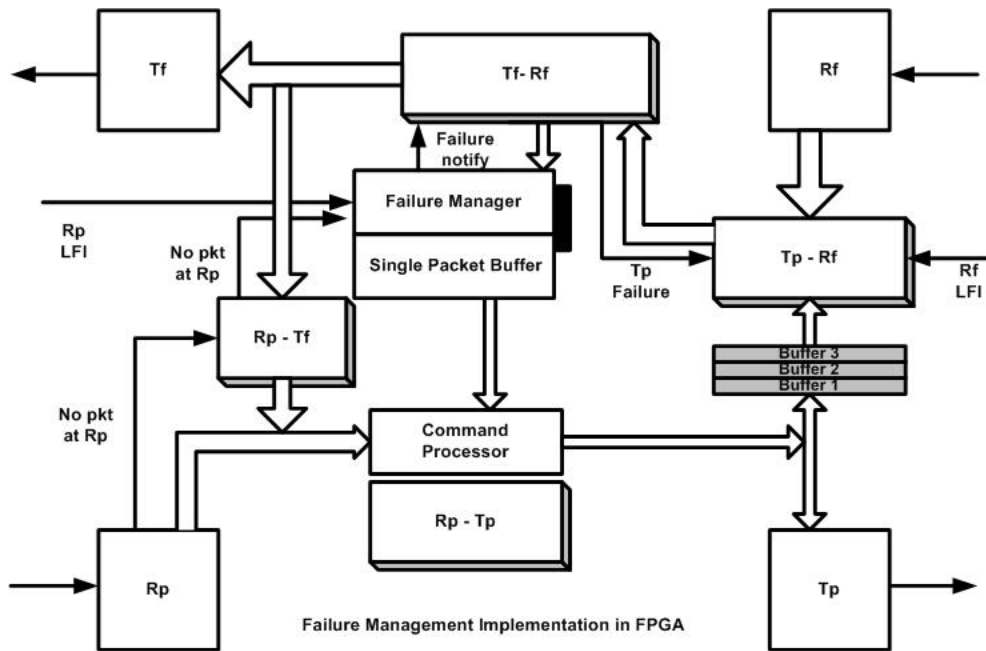 Tf
Tf- Rf
Rf
Failure
notify
Failure Manager
Rp
LFI
No pkt
at Rp
Single Packet Buffer
Tp
Failure
Tp - Rf
Rf
LFI
Rp - Tf
Buffer 3
Buffer 2
Buffer 1
No pkt
at Rp
Command
Processor
Rp - Tp
Rp
Tp
Failure Management Implementation in FPGA